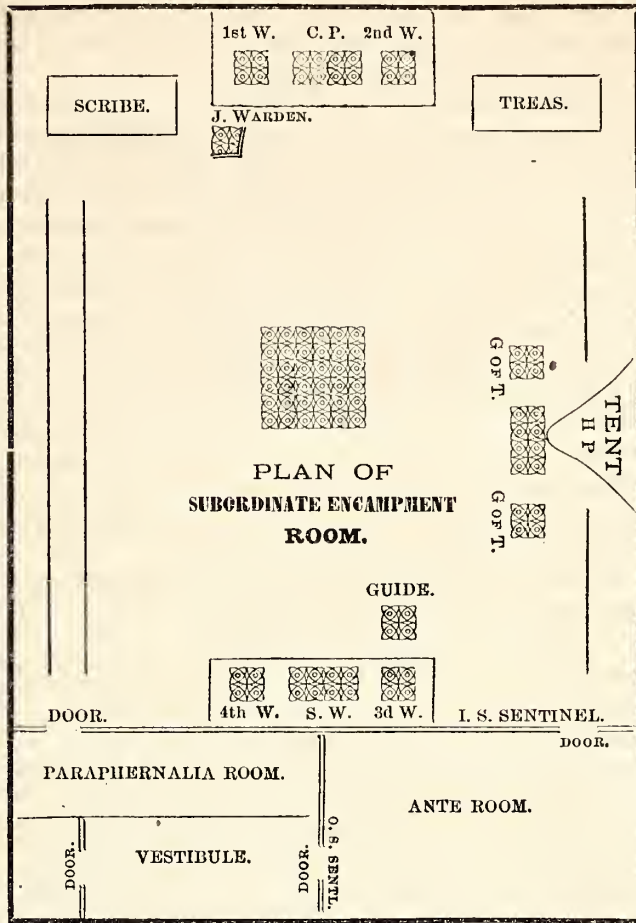 1st W. C. P. 2nd W.
SCRIBE.
TREAS.
J. WARDEN.
G OF T.
TENT
H P
G OF T.
PLAN OF
SUBORDINATE ENCAMPMENT
ROOM.
GUIDE.
4th W. S. W. 3d W.
DOOR.
I. S. SENTINEL.
DOOR.
PARAPHERNALIA ROOM.
ANTE ROOM.
O. S. SENTL.
DOOR.
VESTIBULE.
DOOR.